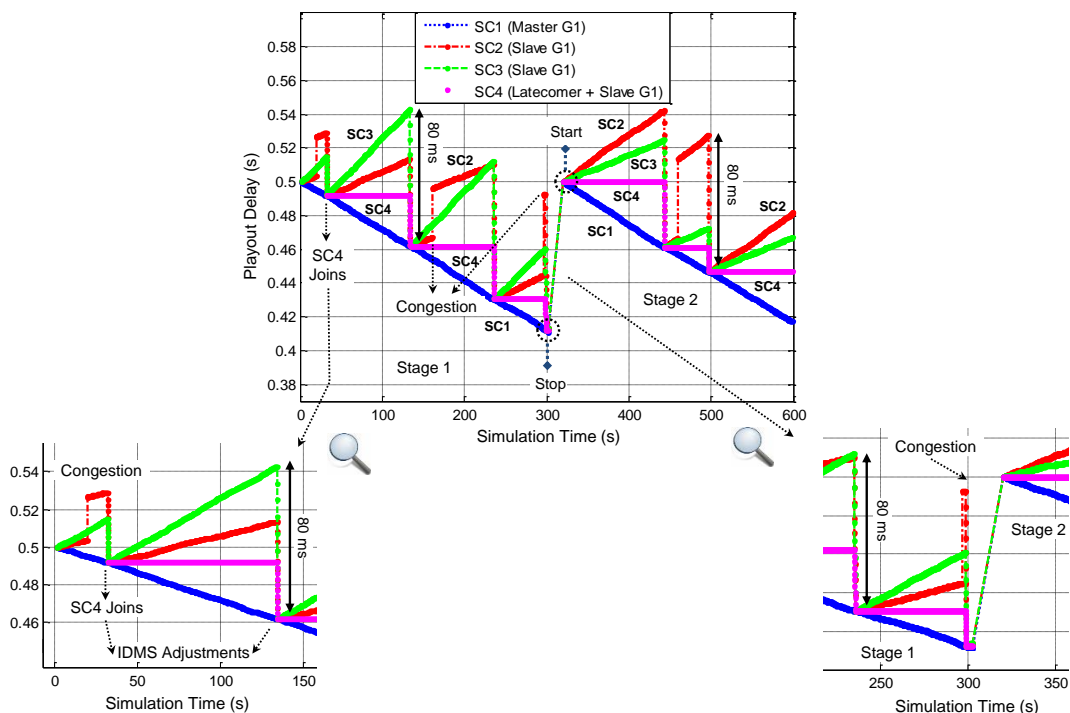 SC1 (Master G1)
SC2 (Slave G1)
SC3 (Slave G1)
SC4 (Latecomer + Slave G1)
Playout Delay (s)
0.58
0.56
0.54
0.52
0.5
0.48
0.46
0.44
0.42
0.4
0.38
SC3
80 ms
SC2
Start
SC2
SC3
SC4
80 ms
SC2
SC4
SC4
SC1
SC4
SC4
Joins
Congestion
SC1
Stage 2
Stage 1
Stop
0 100 200 300 400 500 600
Simulation Time (s)
0.54
0.52
0.5
0.48
0.46
Congestion
80 ms
SC4 Joins
IDMS Adjustments
0 50 100 150
Simulation Time (s)
Congestion
80 ms
Stage 2
Stage 1
250 300 350
Simulation Time (s)